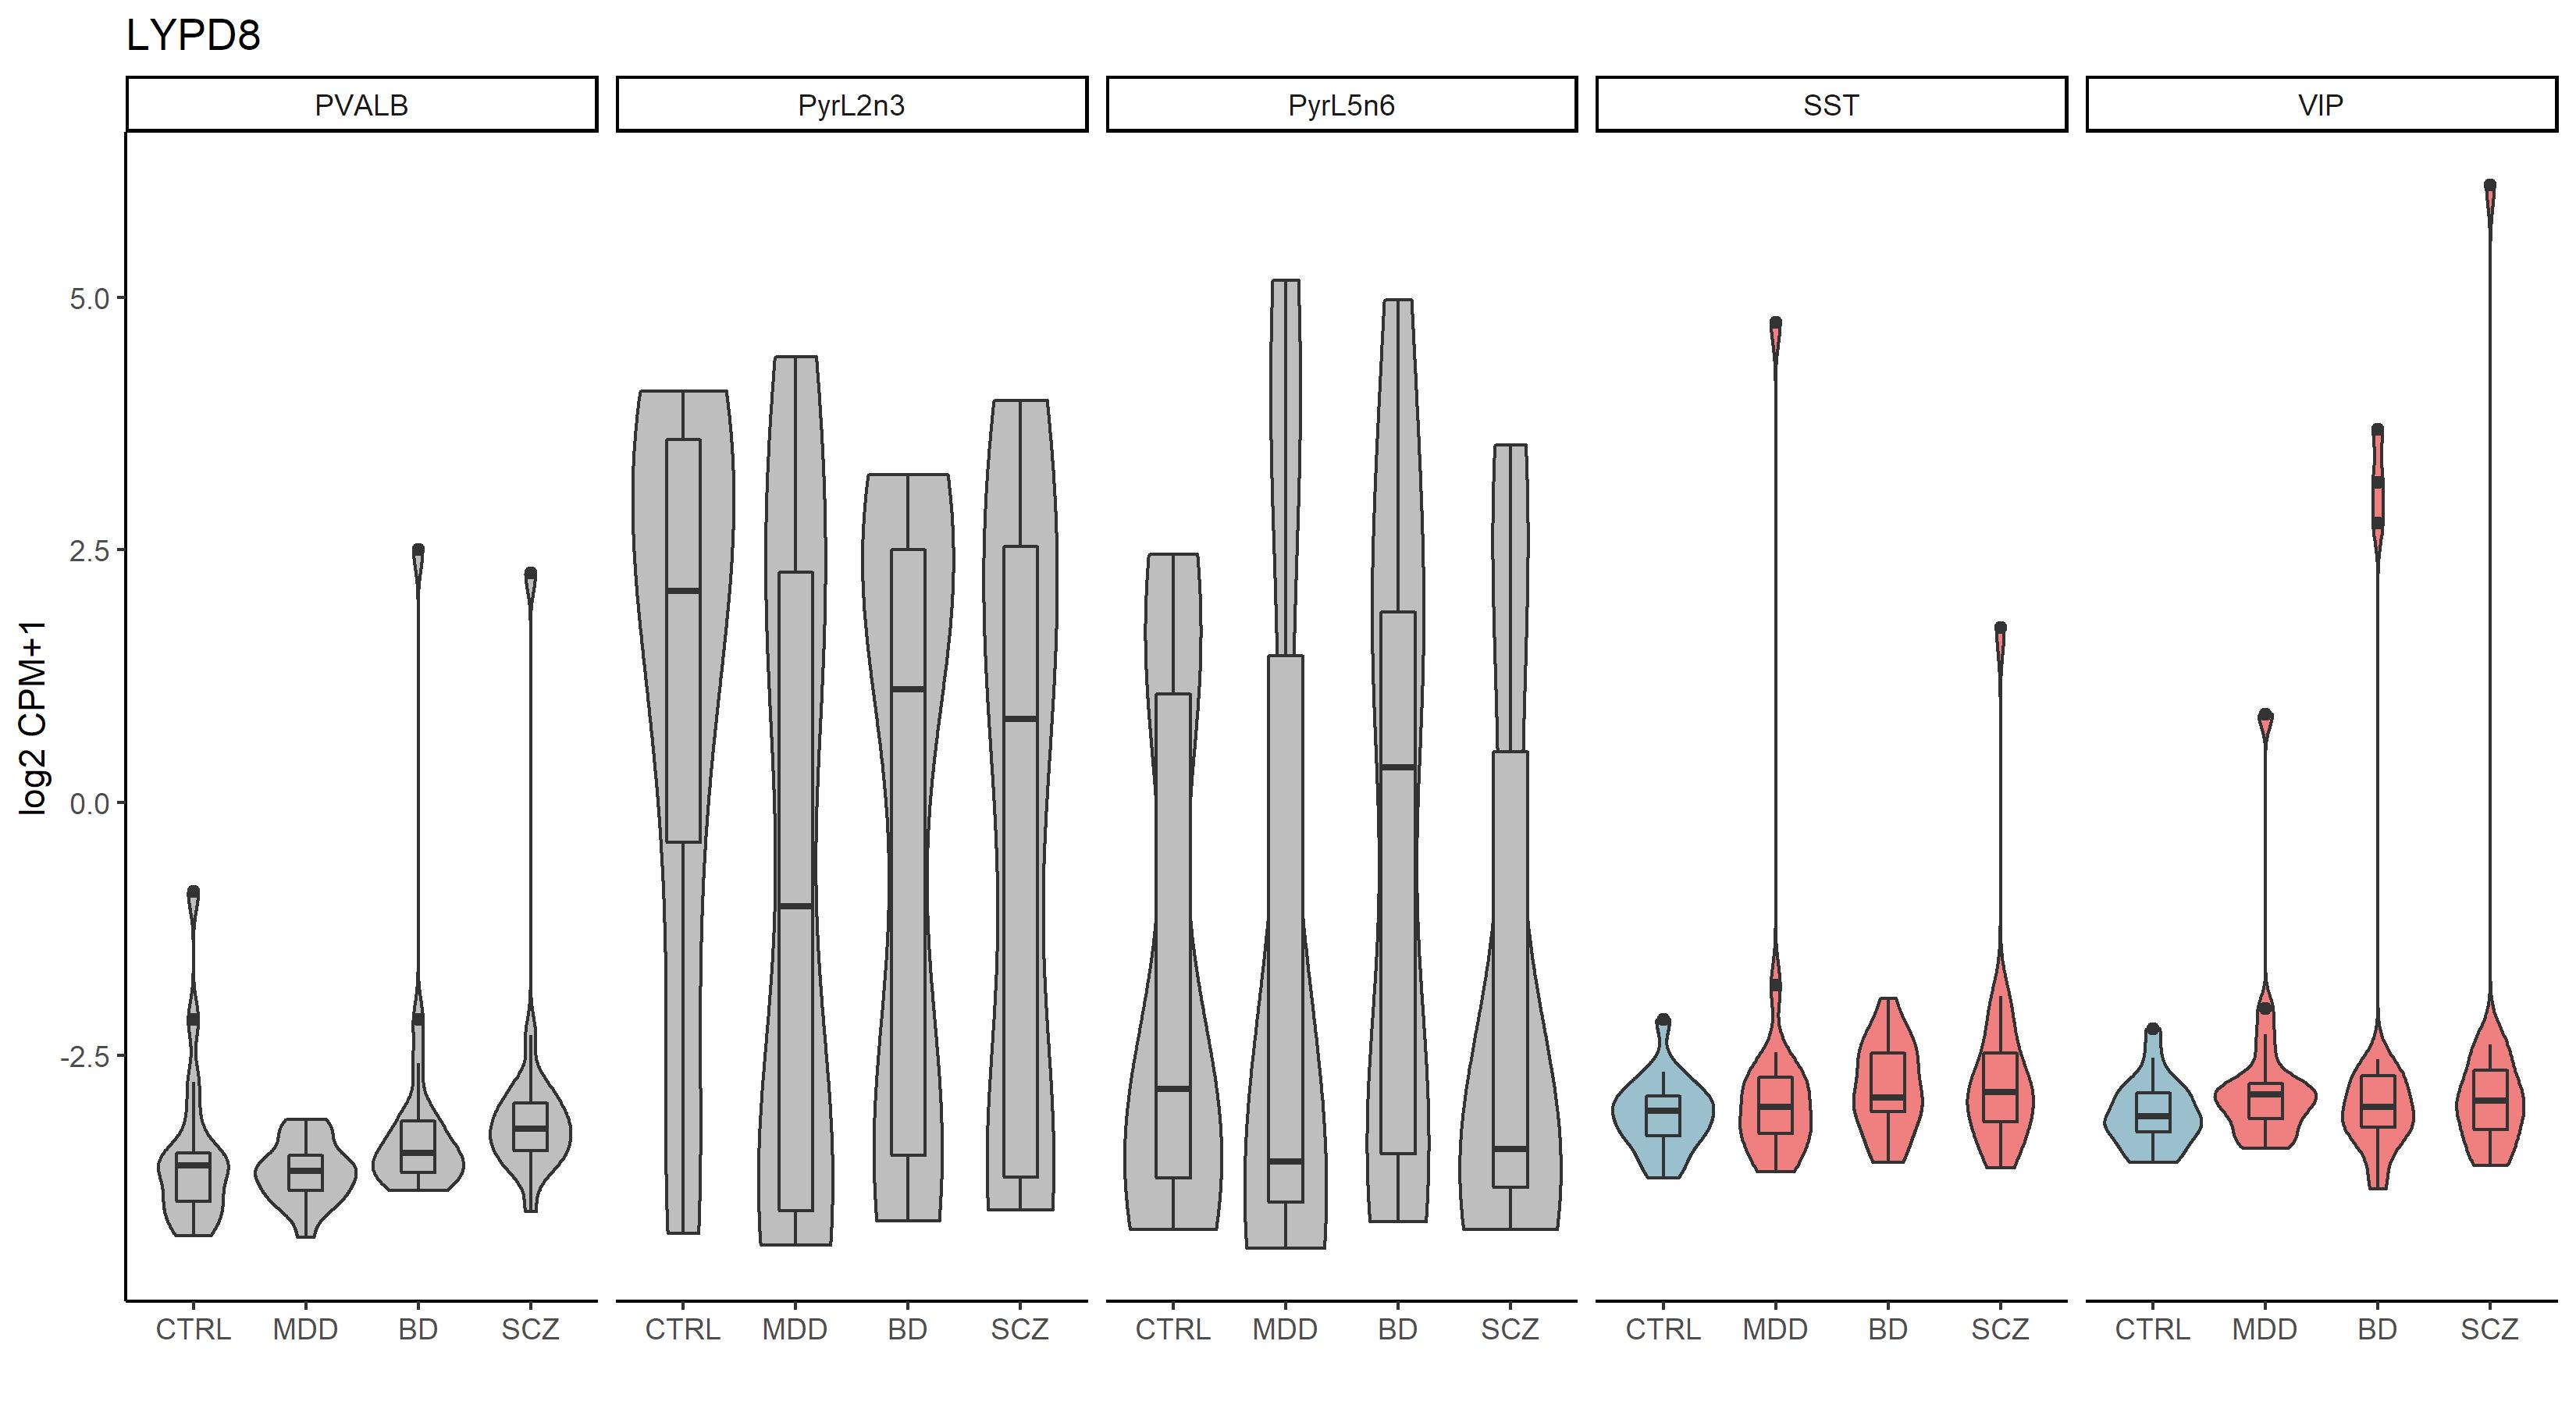 LYPD8
PVALB PyrL2n3 PyrL5n6 SST VIP
log2 CPM+1
5.0
2.5
0.0
-2.5
CTRL MDD BD SCZ CTRL MDD BD SCZ CTRL MDD BD SCZ CTRL MDD BD SCZ CTRL MDD BD SCZ